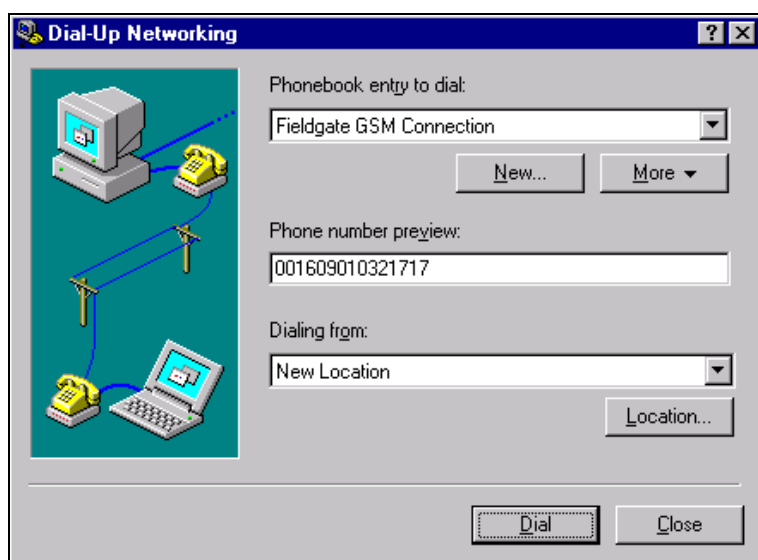 Dial-Up Networking
Phonebook entry to dial:
Fieldgate GSM Connection
New...
More
Phone number preview:
001609010321717
Dialing from:
New Location
Location...
Dial
Close